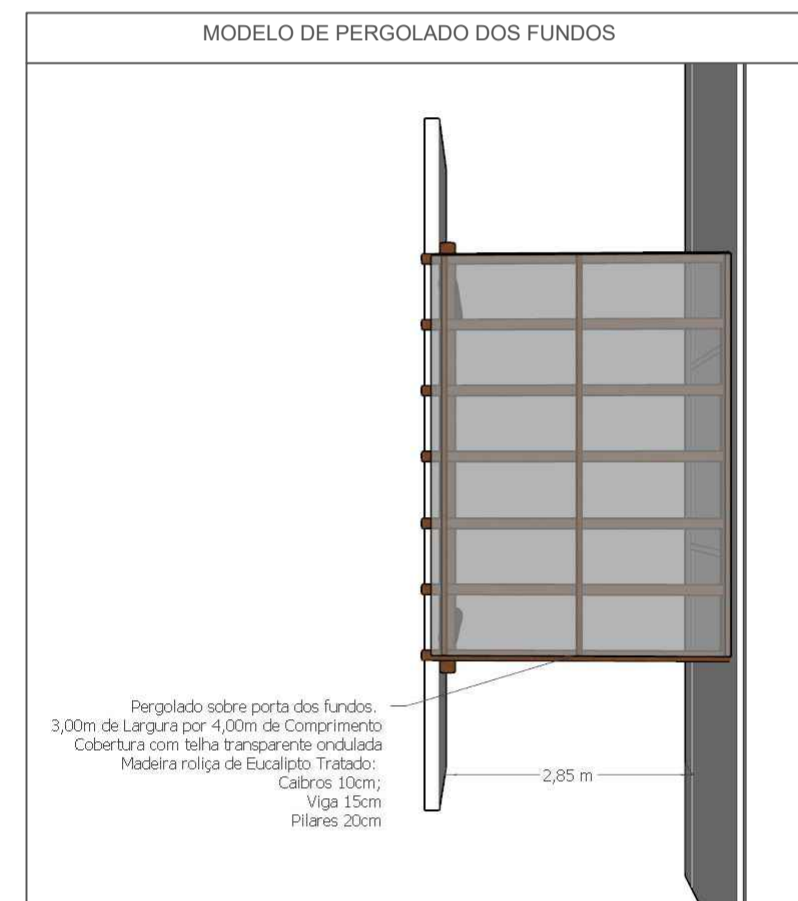 MODELO DE PERGOLADO DOS FUNDOS
Pergolado sobre porta dos fundos.
3,00m de Largura por 4,00m de Comprimento
Cobertura com telha transparente ondulada
Madeira roliça de Eucalipto Tratado:
Caibros 10cm;
Viga 15cm
Pilares 20cm
2,85 m